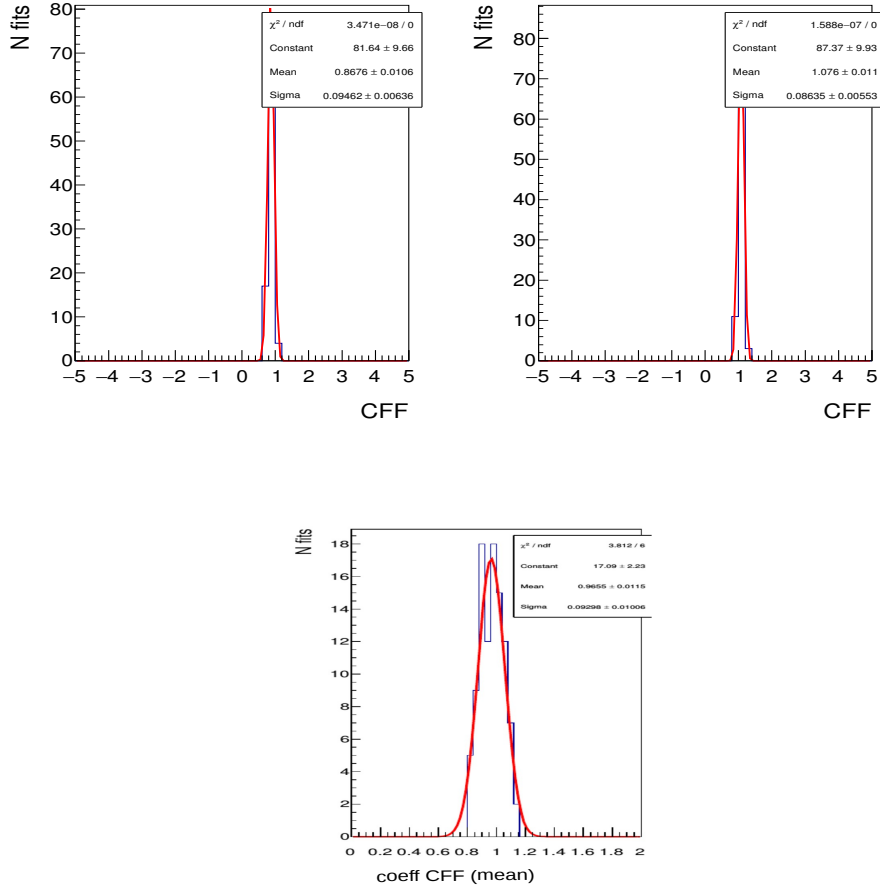 N fits
χ² / ndf 3.471e−08 / 0
Constant 81.64 ± 9.66
Mean 0.8676 ± 0.0106
Sigma 0.09462 ± 0.00636
80
70
60
50
40
30
20
10
0
−5 −4 −3 −2 −1 0 1 2 3 4 5
CFF
N fits
χ² / ndf 1.588e−07 / 0
Constant 87.37 ± 9.93
Mean 1.076 ± 0.011
Sigma 0.08635 ± 0.00553
80
70
60
50
40
30
20
10
0
−5 −4 −3 −2 −1 0 1 2 3 4 5
CFF
N fits
χ² / ndf 3.812 / 6
Constant 17.09 ± 2.23
Mean 0.9655 ± 0.0115
Sigma 0.09298 ± 0.01006
18
16
14
12
10
8
6
4
2
0
0 0.2 0.4 0.6 0.8 1 1.2 1.4 1.6 1.8 2
coeff CFF (mean)